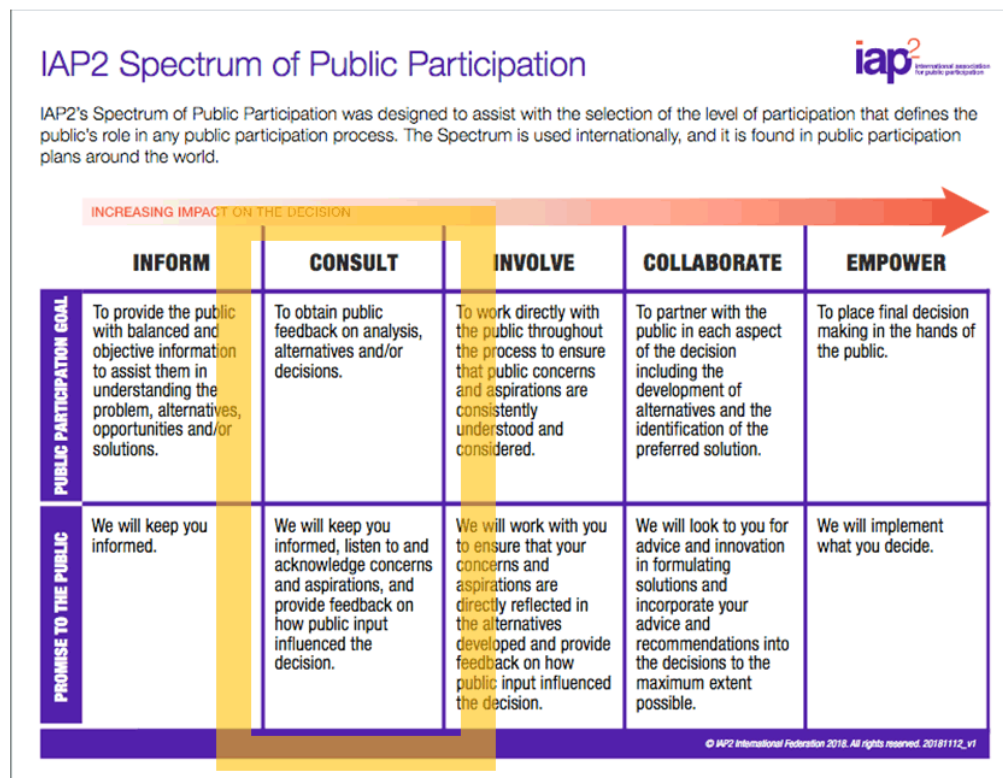 IAP2 Spectrum of Public Participation
iap2
international association
for public participation
IAP2's Spectrum of Public Participation was designed to assist with the selection of the level of participation that defines the
public's role in any public participation process. The Spectrum is used internationally, and it is found in public participation
plans around the world.
INCREASING IMPACT ON THE DECISION
INFORM
CONSULT
INVOLVE
COLLABORATE
EMPOWER
PUBLIC PARTICIPATION GOAL
To provide the public
with balanced and
objective information
to assist them in
understanding the
problem, alternatives,
opportunities and/or
solutions.
To obtain public
feedback on analysis,
alternatives and/or
decisions.
To work directly with
the public throughout
the process to ensure
that public concerns
and aspirations are
consistently
understood and
considered.
To partner with the
public in each aspect
of the decision
including the
development of
alternatives and the
identification of the
preferred solution.
To place final decision
making in the hands of
the public.
PROMISE TO THE PUBLIC
We will keep you
informed.
We will keep you
informed, listen to and
acknowledge concerns
and aspirations, and
provide feedback on
how public input
influenced the
decision.
We will work with you
to ensure that your
concerns and
aspirations are
directly reflected in
the alternatives
developed and provide
feedback on how
public input influenced
the decision.
We will look to you for
advice and innovation
in formulating
solutions and
incorporate your
advice and
recommendations into
the decisions to the
maximum extent
possible.
We will implement
what you decide.
© IAP2 International Federation 2018. All rights reserved. 20181112_v1